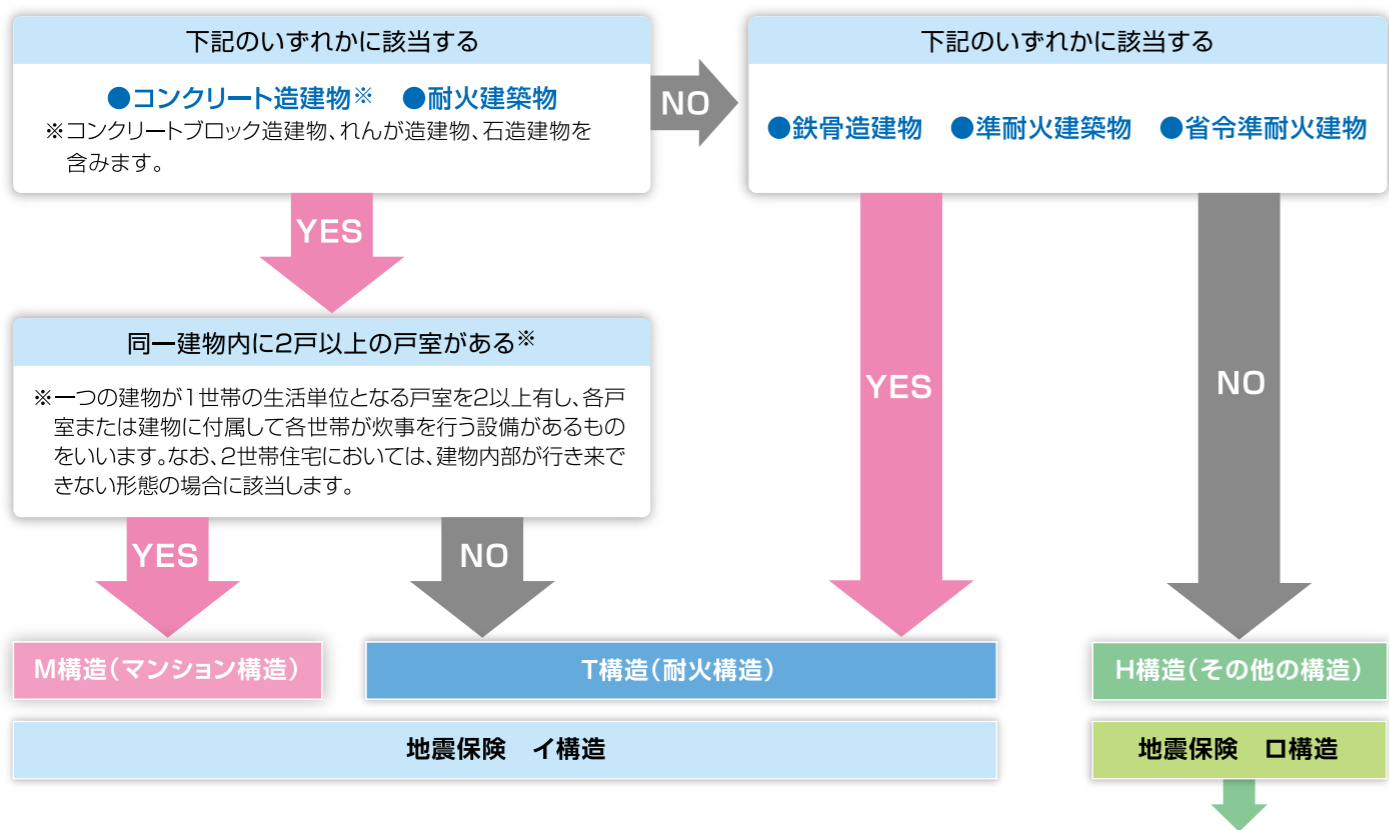 下記のいずれかに該当する
●コンクリート造建物※ ●耐火建築物
※コンクリートブロック造建物、れんが造建物、石造建物を
含みます。
NO
下記のいずれかに該当する
●鉄骨造建物 ●準耐火建築物 ●省令準耐火建物
YES
同一建物内に2戸以上の戸室がある※
※一つの建物が1世帯の生活単位となる戸室を2以上有し、各戸
室または建物に付属して各世帯が炊事を行う設備があるもの
をいいます。なお、2世帯住宅においては、建物内部が行き来で
きない形態の場合に該当します。
YES
NO
YES
NO
M構造(マンション構造)
T構造(耐火構造)
H構造(その他の構造)
地震保険 イ構造
地震保険 ロ構造